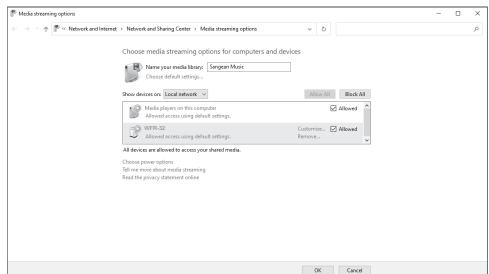 Media streaming options
« Network and Internet › Network and Sharing Center › Media streaming options
Choose media streaming options for computers and devices
Name your media library: Sangean Music
Choose default settings...
Show devices on: Local network Allow All Block All
Media players on this computer Allowed
Allowed access using default settings.
WFR-32 Customise... Allowed
Allowed access using default settings. Remove...
All devices are allowed to access your shared media.
Choose power options
Tell me more about media streaming
Read the privacy statement online
OK Cancel